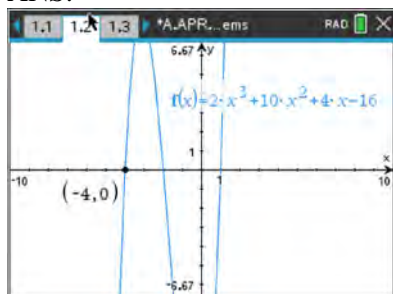 1.1 1.2 1.3 *A.APR...ems RAD
6.67 y
f(x)=2·x³+10·x²+4·x-16
1
x
-10 1 10
(-4,0)
-6.67